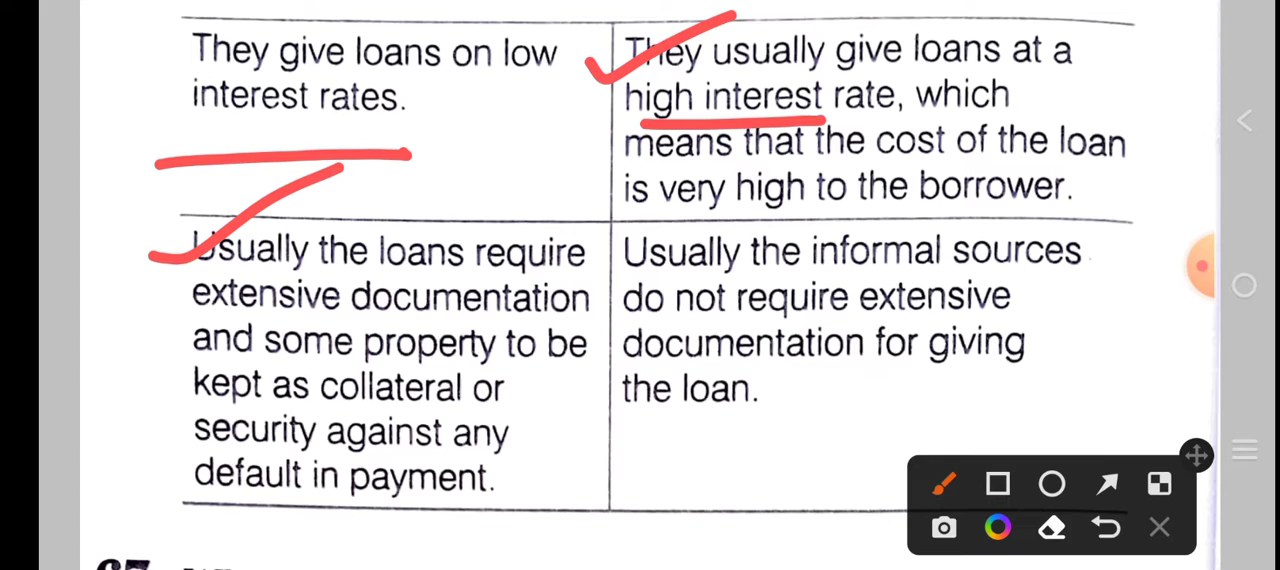 They give loans on low
interest rates.
They usually give loans at a
high interest rate, which
means that the cost of the loan
is very high to the borrower.
Usually the loans require
extensive documentation
and some property to be
kept as collateral or
security against any
default in payment.
Usually the informal sources
do not require extensive
documentation for giving
the loan.